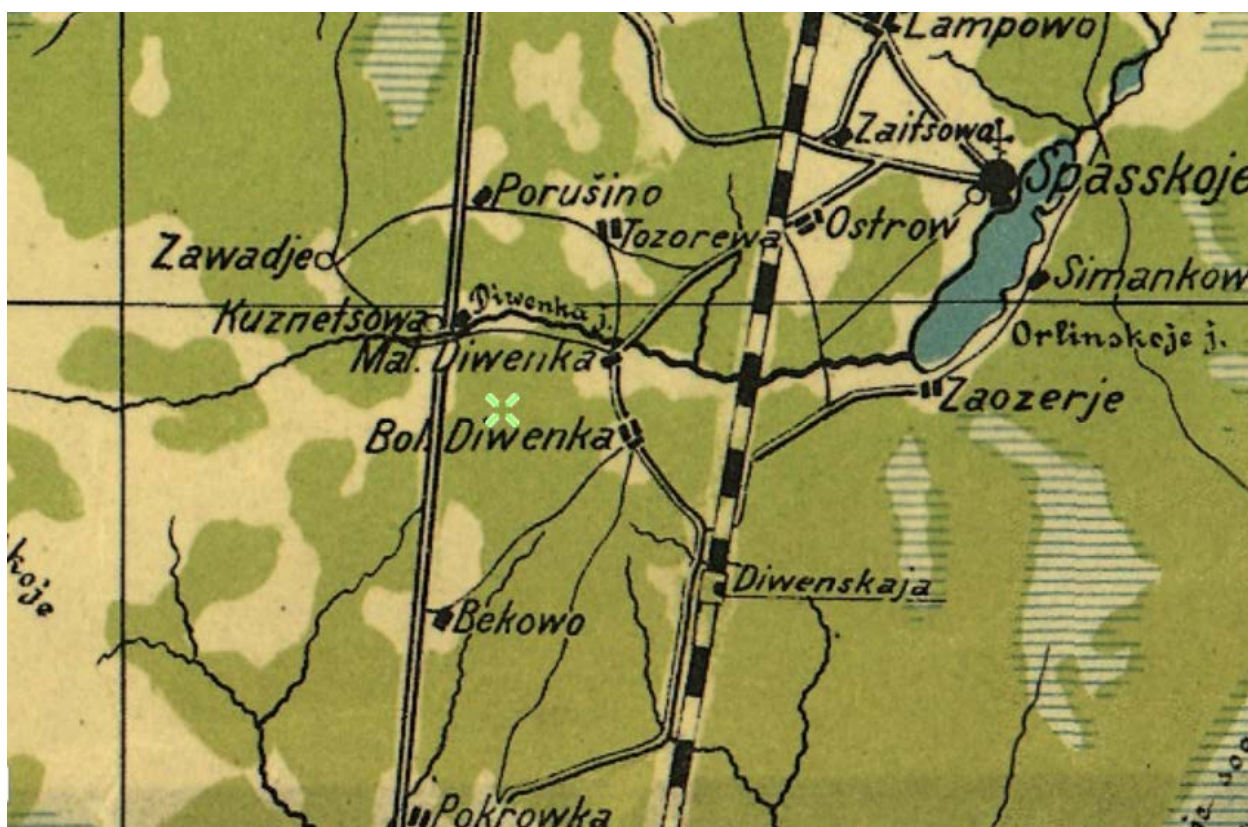 Lampowo
Zaitsowa
Spasskoje
Porušino
Tozorewa
Ostrow
Zawadje
Simankow
Kuznetsowa
Diwenka j.
Orlinskoje j.
Mal. Diwenka
Zaozerje
Bol. Diwenka
koje
Diwenskaja
Bekowo
Pokrowka